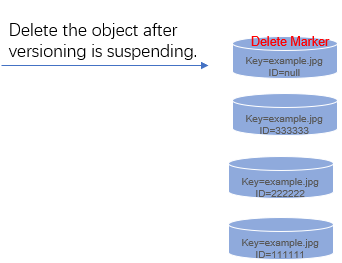 Delete the object after
versioning is suspending.
Delete Marker
Key=example.jpg
ID=null
Key=example.jpg
ID=333333
Key=example.jpg
ID=222222
Key=example.jpg
ID=111111